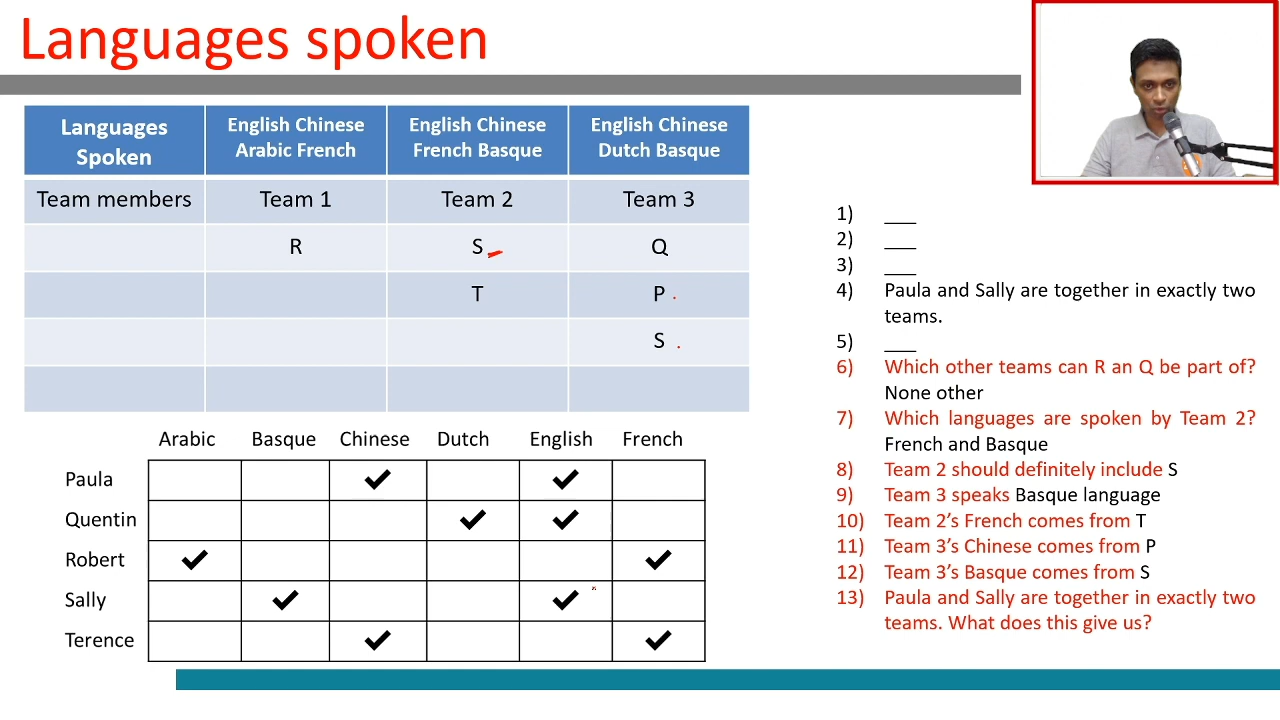 Languages spoken
Languages Spoken English Chinese Arabic French English Chinese French Basque English Chinese Dutch Basque
Team members Team 1 Team 2 Team 3
R S Q
T P
S
Arabic Basque Chinese Dutch English French
Paula ✔ ✔
Quentin ✔ ✔
Robert ✔ ✔
Sally ✔ ✔
Terence ✔ ✔
1) ___
2) ___
3) ___
4) Paula and Sally are together in exactly two
teams.
5) ___
6) Which other teams can R an Q be part of?
None other
7) Which languages are spoken by Team 2?
French and Basque
8) Team 2 should definitely include S
9) Team 3 speaks Basque language
10) Team 2's French comes from T
11) Team 3's Chinese comes from P
12) Team 3's Basque comes from S
13) Paula and Sally are together in exactly two
teams. What does this give us?